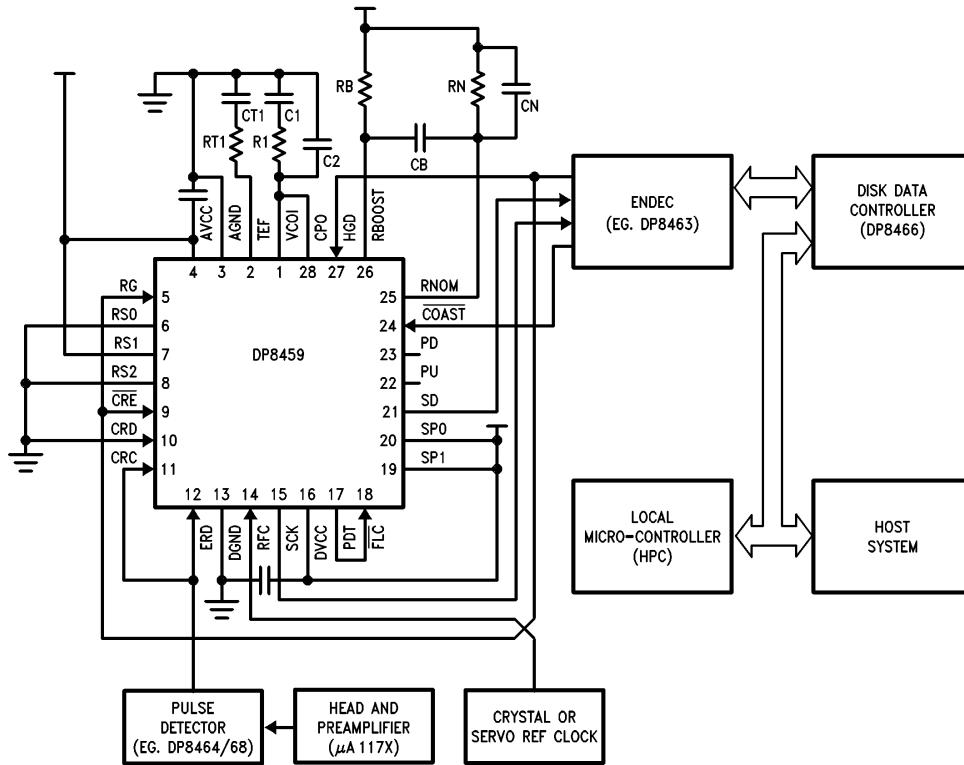 RB
RN
CN
CB
CT1
C1
RT1
R1
C2
AVCC
AGND
TEF
VCOI
CPO
HGD
RBOOST
4
3
2
1
28
27
26
RG
5
RS0
6
RS1
7
RS2
8
CRE
9
CRD
10
CRC
11
DP8459
25
RNOM
24
COAST
23
PD
22
PU
21
SD
20
SP0
19
SP1
12
13
14
15
16
17
18
ERD
DGND
RFC
SCK
DVCC
PDT
FLC
ENDEC
(EG. DP8463)
DISK DATA
CONTROLLER
(DP8466)
LOCAL
MICRO-CONTROLLER
(HPC)
HOST
SYSTEM
PULSE
DETECTOR
(EG. DP8464/68)
HEAD AND
PREAMPLIFIER
(μA 117X)
CRYSTAL OR
SERVO REF CLOCK